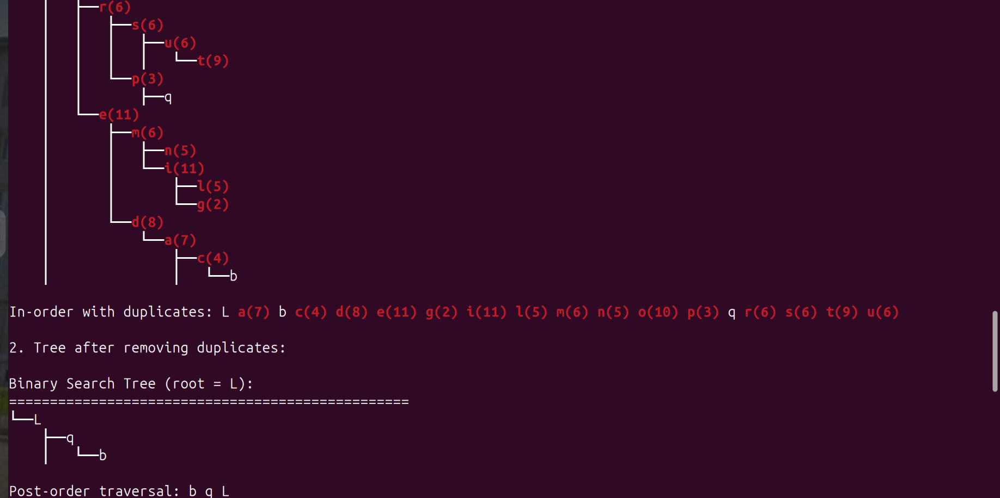 r(6)
s(6)
u(6)
t(9)
p(3)
q
e(11)
m(6)
n(5)
i(11)
l(5)
g(2)
d(8)
a(7)
c(4)
b
In-order with duplicates: L a(7) b c(4) d(8) e(11) g(2) i(11) l(5) m(6) n(5) o(10) p(3) q r(6) s(6) t(9) u(6)
2. Tree after removing duplicates:
Binary Search Tree (root = L):
=================================================
L
q
b
Post-order traversal: b q L